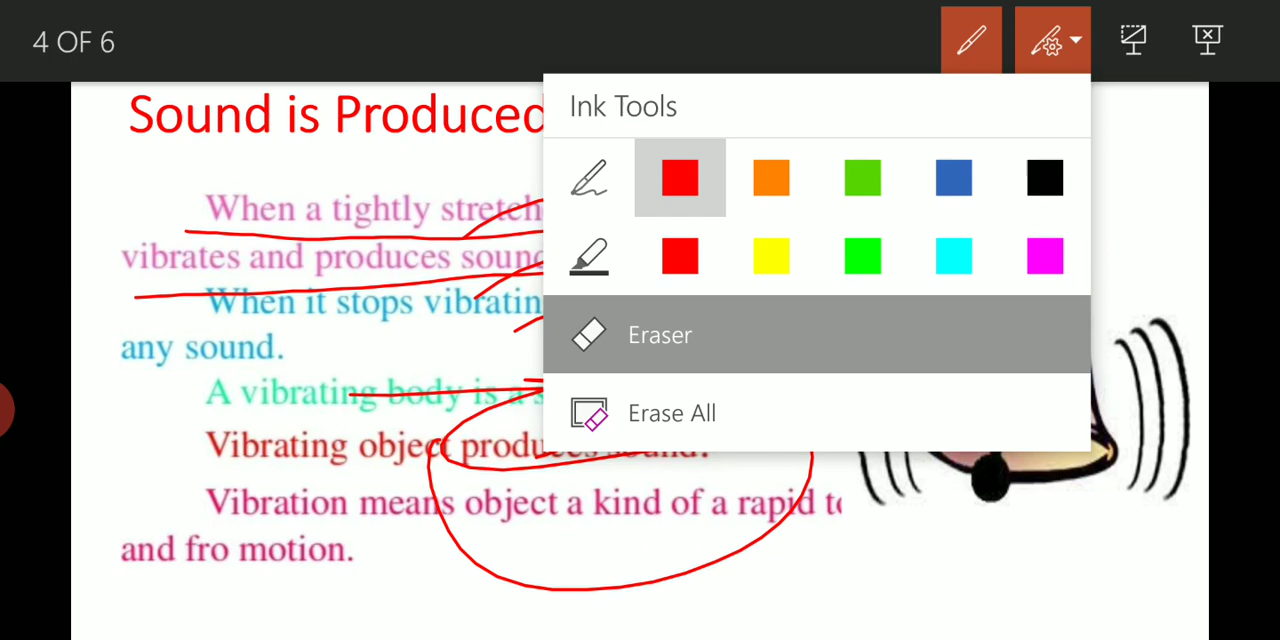 4 OF 6
Sound is Produced
Ink Tools
When a tightly stretch
vibrates and produces sound
When it stops vibratin
Eraser
any sound.
A vibrating body is a s
Erase All
Vibrating object produces sound.
Vibration means object a kind of a rapid to
and fro motion.